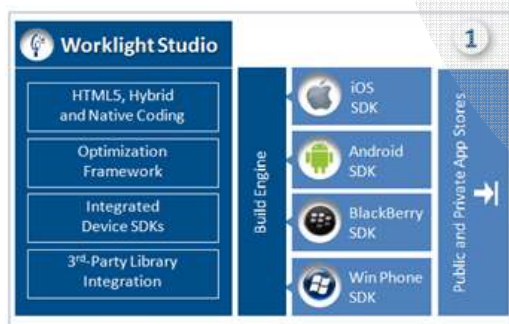 Worklight Studio
HTML5, Hybrid
and Native Coding
Optimization
Framework
Integrated
Device SDKs
3rd-Party Library
Integration
Build Engine
iOS
SDK
Android
SDK
BlackBerry
SDK
Win Phone
SDK
Public and Private App Stores
1